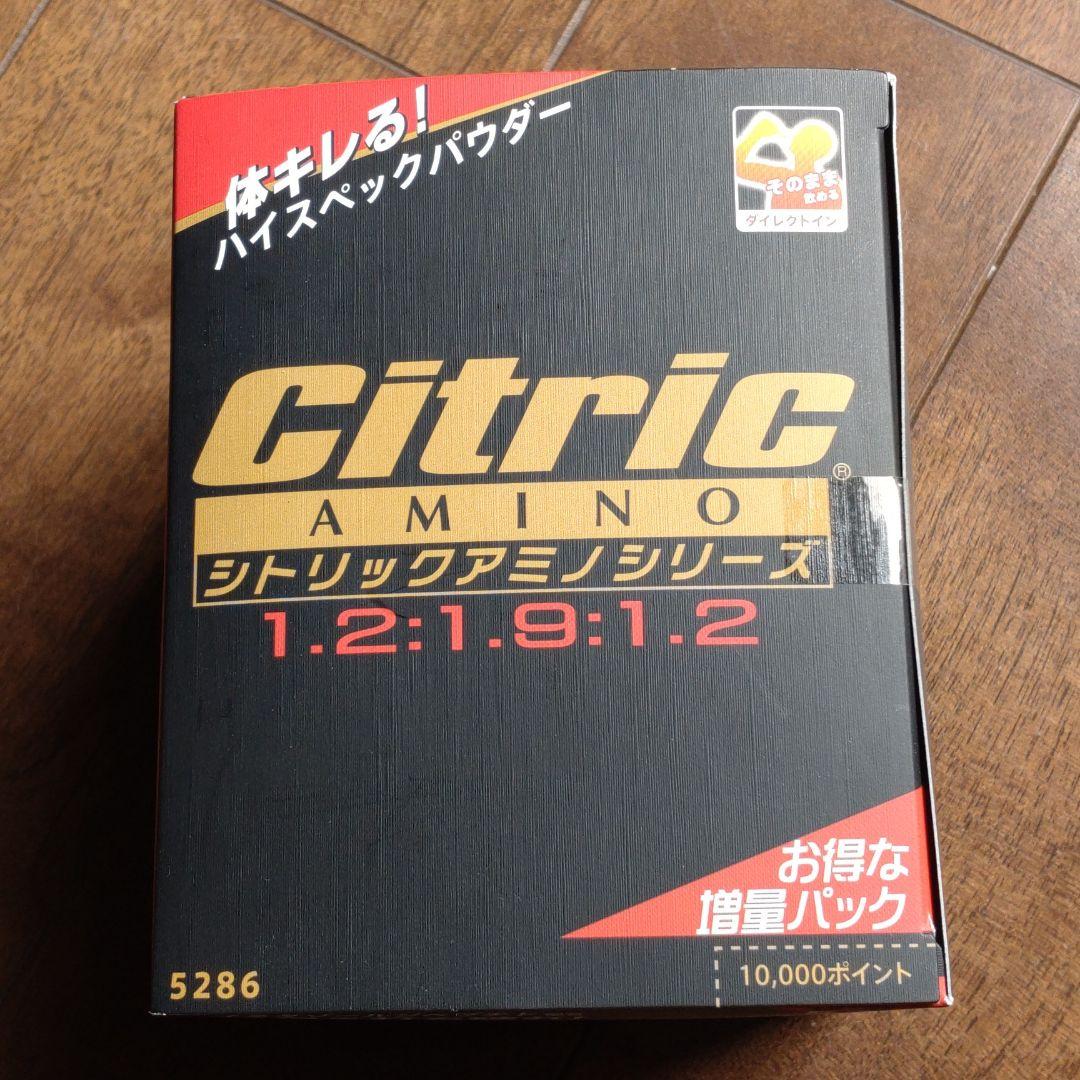 体キレる!
ハイスペックパウダー
そのまま
飲める
ダイレクトイン
Citric®
AMINO
シトリックアミノシリーズ
1.2:1.9:1.2
お得な
増量パック
5286
10,000ポイント